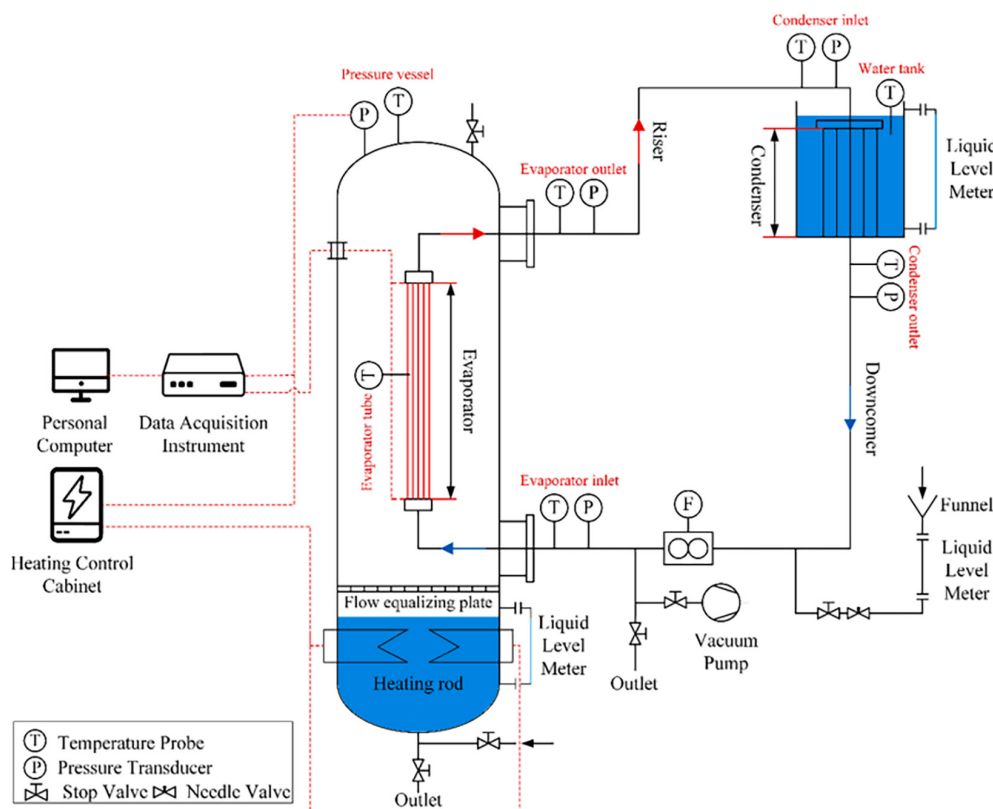 Condenser inlet
T
P
Water tank
T
Pressure vessel
P
T
Riser
Condenser
Liquid
Level
Meter
Evaporator outlet
T
P
T
P
Condenser outlet
Evaporator
T
Evaporator tube
Downcomer
Personal
Computer
Data Acquisition
Instrument
Heating Control
Cabinet
Evaporator inlet
T
P
F
Funnel
Liquid
Level
Meter
Flow equalizing plate
Liquid
Level
Meter
Heating rod
Vacuum
Pump
Outlet
T
Temperature Probe
P
Pressure Transducer
Stop Valve
Needle Valve
Outlet